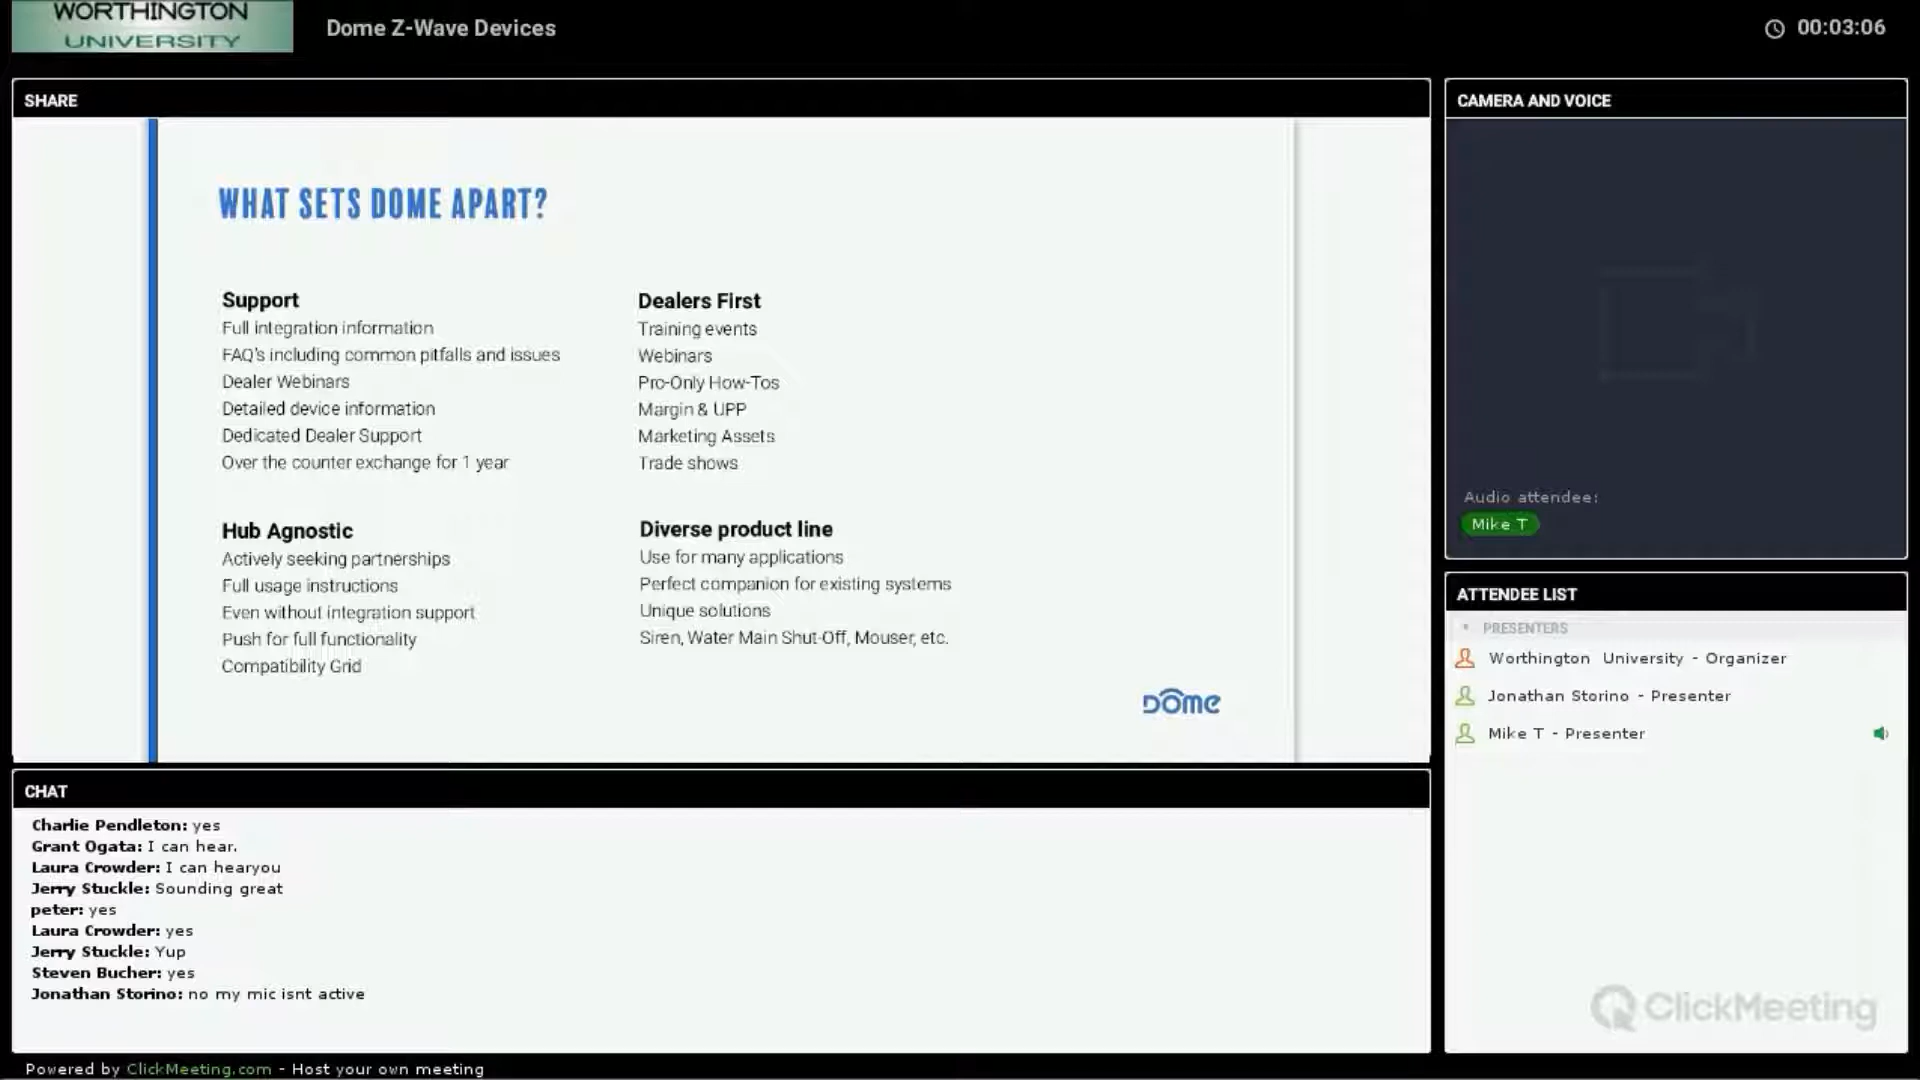 WORTHINGTON
UNIVERSITY
Dome Z-Wave Devices
00:03:06
SHARE
WHAT SETS DOME APART?
Support
Full integration information
FAQ's including common pitfalls and issues
Dealer Webinars
Detailed device information
Dedicated Dealer Support
Over the counter exchange for 1 year
Dealers First
Training events
Webinars
Pro-Only How-Tos
Margin & UPP
Marketing Assets
Trade shows
Hub Agnostic
Actively seeking partnerships
Full usage instructions
Even without integration support
Push for full functionality
Compatibility Grid
Diverse product line
Use for many applications
Perfect companion for existing systems
Unique solutions
Siren, Water Main Shut-Off, Mouser, etc.
Dome
CAMERA AND VOICE
Audio attendee:
Mike T
ATTENDEE LIST
PRESENTERS
Worthington University - Organizer
Jonathan Storino - Presenter
Mike T - Presenter
ClickMeeting
CHAT
Charlie Pendleton: yes
Grant Ogata: I can hear.
Laura Crowder: I can hearyou
Jerry Stuckle: Sounding great
peter: yes
Laura Crowder: yes
Jerry Stuckle: Yup
Steven Bucher: yes
Jonathan Storino: no my mic isnt active
Powered by ClickMeeting.com - Host your own meeting